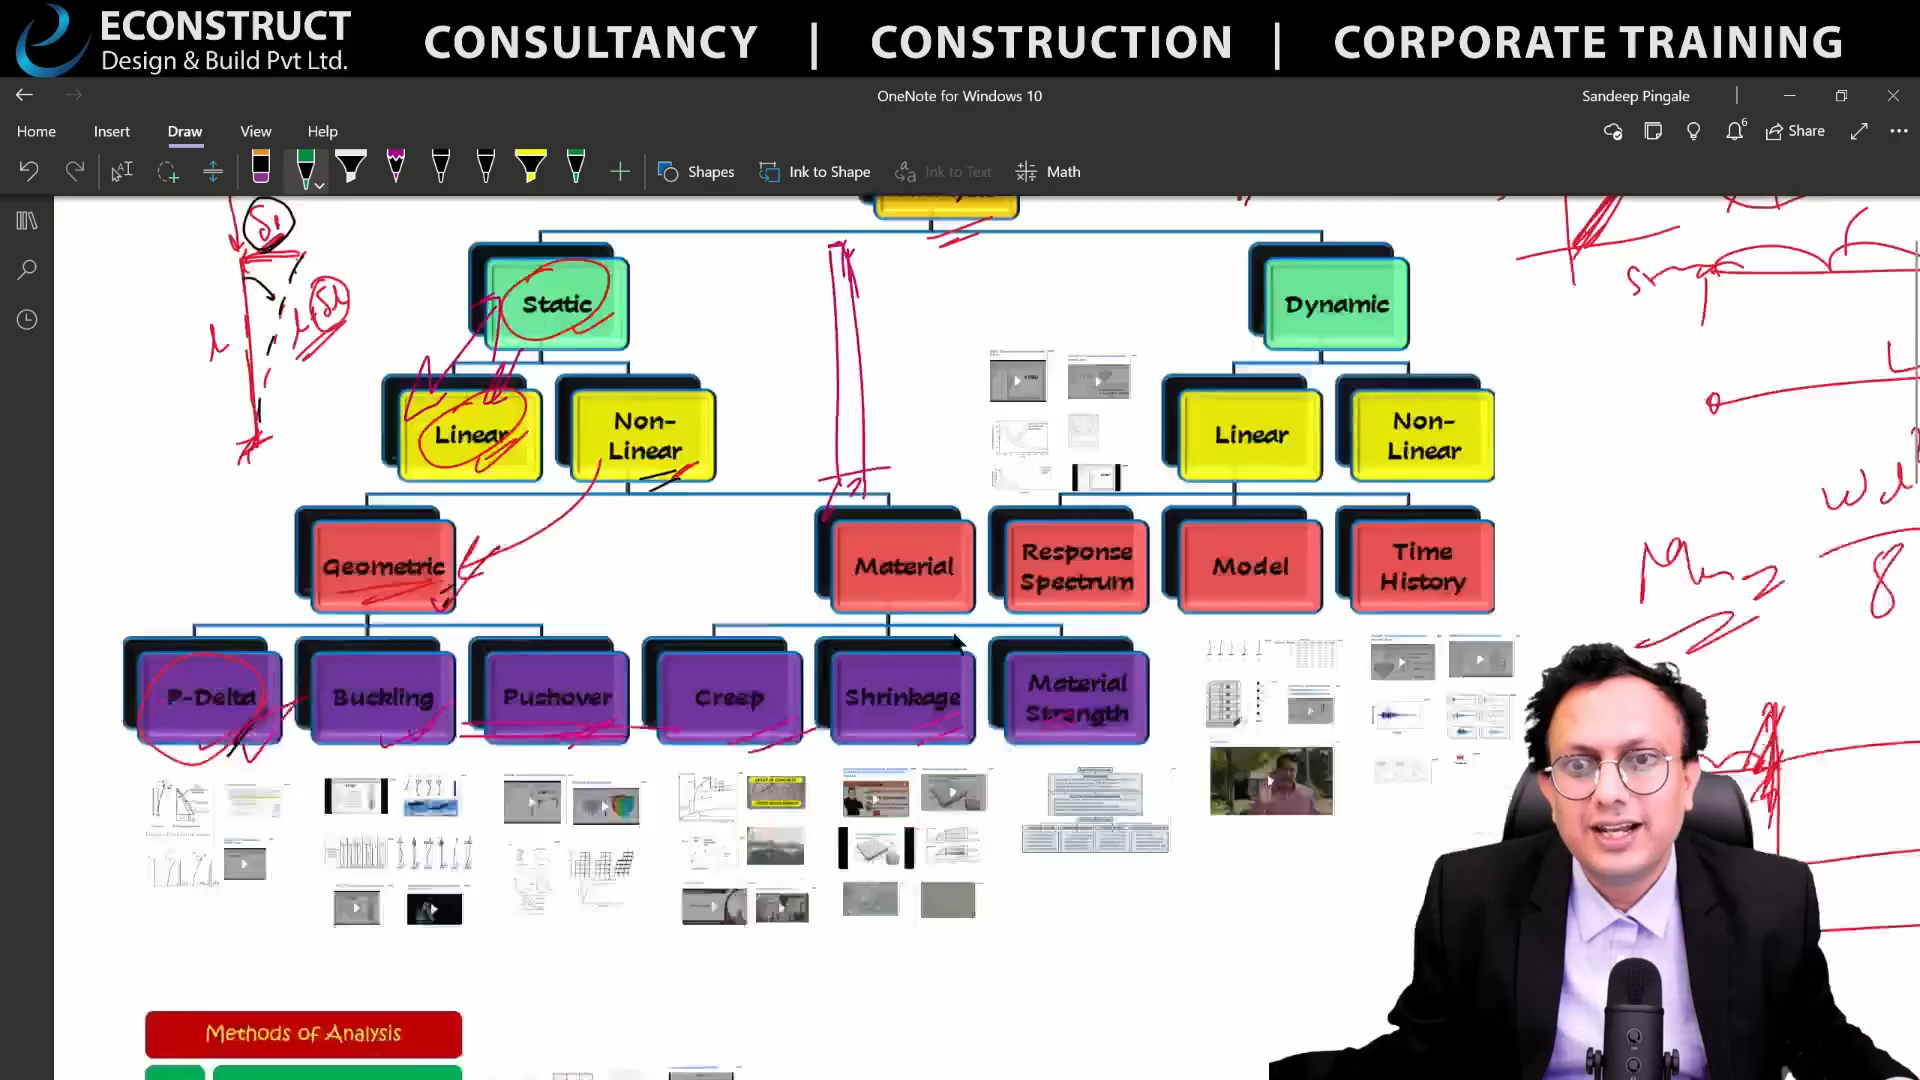 ECONSTRUCT
Design & Build Pvt Ltd.
CONSULTANCY | CONSTRUCTION | CORPORATE TRAINING
OneNote for Windows 10
Sandeep Pingale
Home Insert Draw View Help
6
Share
Shapes
Ink to Shape
Ink to Text
Math
Static
Dynamic
Linear
Non-
Linear
Linear
Non-
Linear
Geometric
Material
Response
Spectrum
Model
Time
History
P-Delta
Buckling
Pushover
Creep
Shrinkage
Material
Strength
8
Methods of Analysis